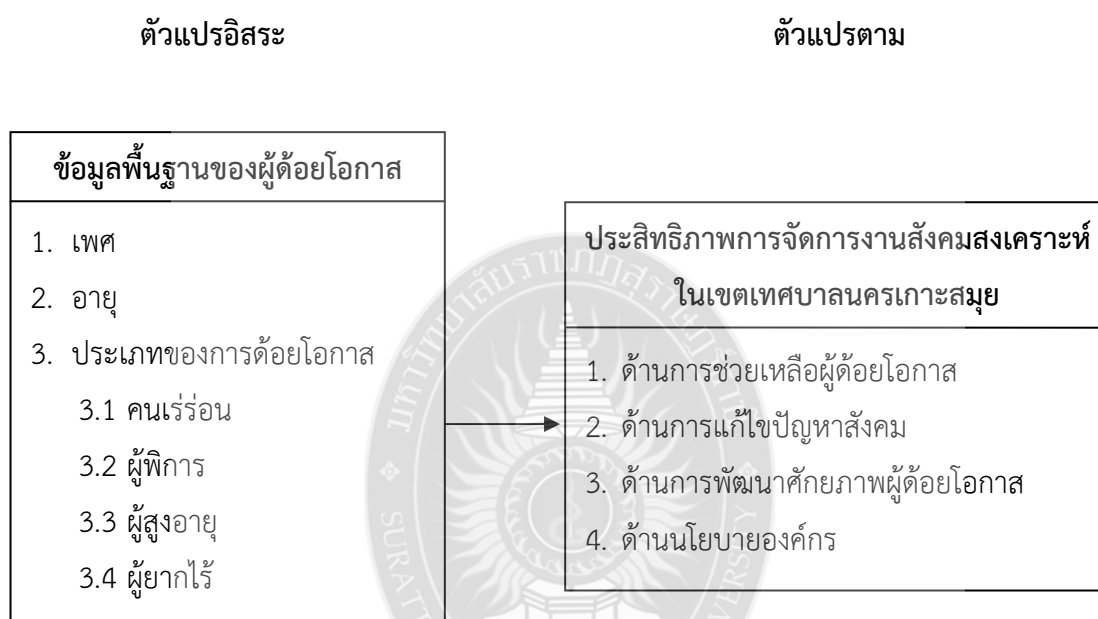 ตัวแปรอิสระ
ตัวแปรตาม
ข้อมูลพื้นฐานของผู้ด้อยโอกาส
1. เพศ
2. อายุ
3. ประเภทของการด้อยโอกาส
3.1 คนเร่ร่อน
3.2 ผู้พิการ
3.3 ผู้สูงอายุ
3.4 ผู้ยากไร้
ประสิทธิภาพการจัดการงานสังคมสงเคราะห์
ในเขตเทศบาลนครเกาะสมุย
1. ด้านการช่วยเหลือผู้ด้อยโอกาส
2. ด้านการแก้ไขปัญหาสังคม
3. ด้านการพัฒนาศักยภาพผู้ด้อยโอกาส
4. ด้านนโยบายองค์กร